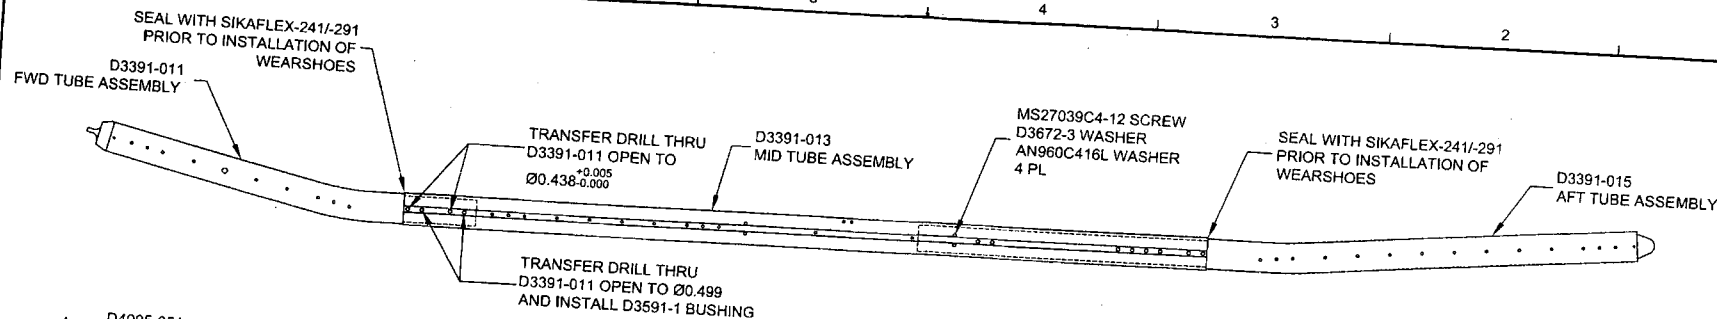 4
3
2
SEAL WITH SIKAFLEX-241/-291
PRIOR TO INSTALLATION OF
WEARSHOES
D3391-011
FWD TUBE ASSEMBLY
TRANSFER DRILL THRU
D3391-011 OPEN TO
Ø0.438+0.005
-0.000
D3391-013
MID TUBE ASSEMBLY
MS27039C4-12 SCREW
D3672-3 WASHER
AN960C416L WASHER
4 PL
SEAL WITH SIKAFLEX-241/-291
PRIOR TO INSTALLATION OF
WEARSHOES
D3391-015
AFT TUBE ASSEMBLY
TRANSFER DRILL THRU
D3391-011 OPEN TO Ø0.499
AND INSTALL D3591-1 BUSHING